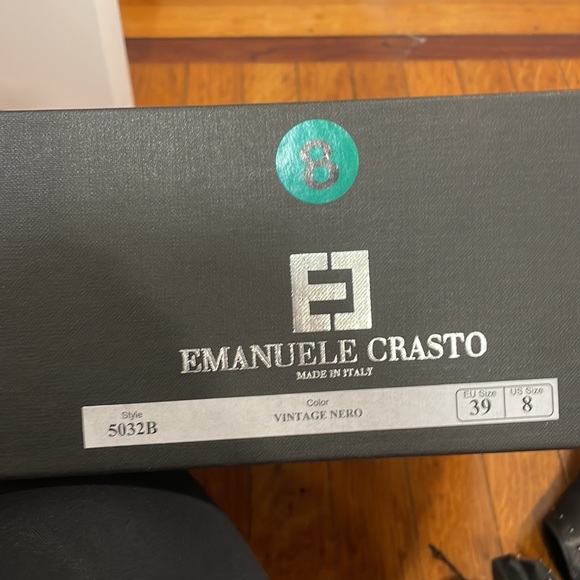 8
EMANUELE CRASTO
MADE IN ITALY
Style Color EU Size US Size
5032B VINTAGE NERO 39 8